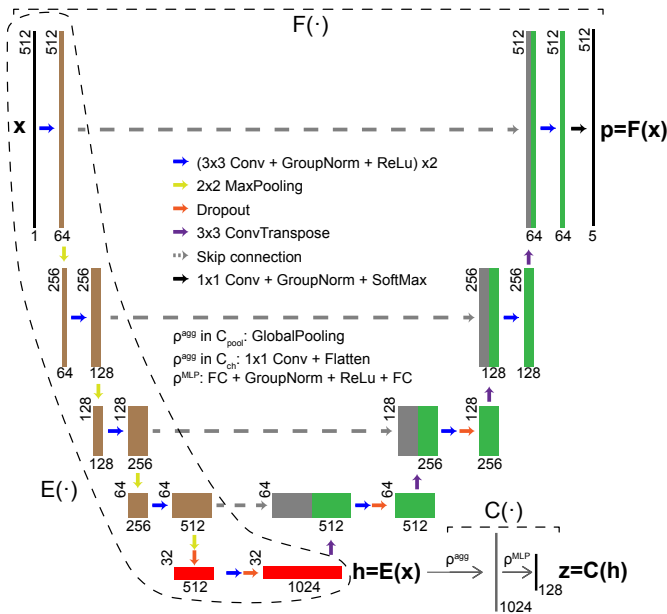 F(·)
512
512
512
512
x
p=F(x)
(3x3 Conv + GroupNorm + ReLu) x2
2x2 MaxPooling
Dropout
3x3 ConvTranspose
Skip connection
1x1 Conv + GroupNorm + SoftMax
1
64
64
64
5
256
256
256
256
ρ^agg in C_pool: GlobalPooling
ρ^agg in C_ch: 1x1 Conv + Flatten
ρ^MLP: FC + GroupNorm + ReLu + FC
64
128
128
128
128
128
128
128
128
256
256
256
E(·)
64
64
64
64
256
512
512
512
C(·)
32
32
512
1024
h=E(x)
ρ^agg
ρ^MLP
128
z=C(h)
1024